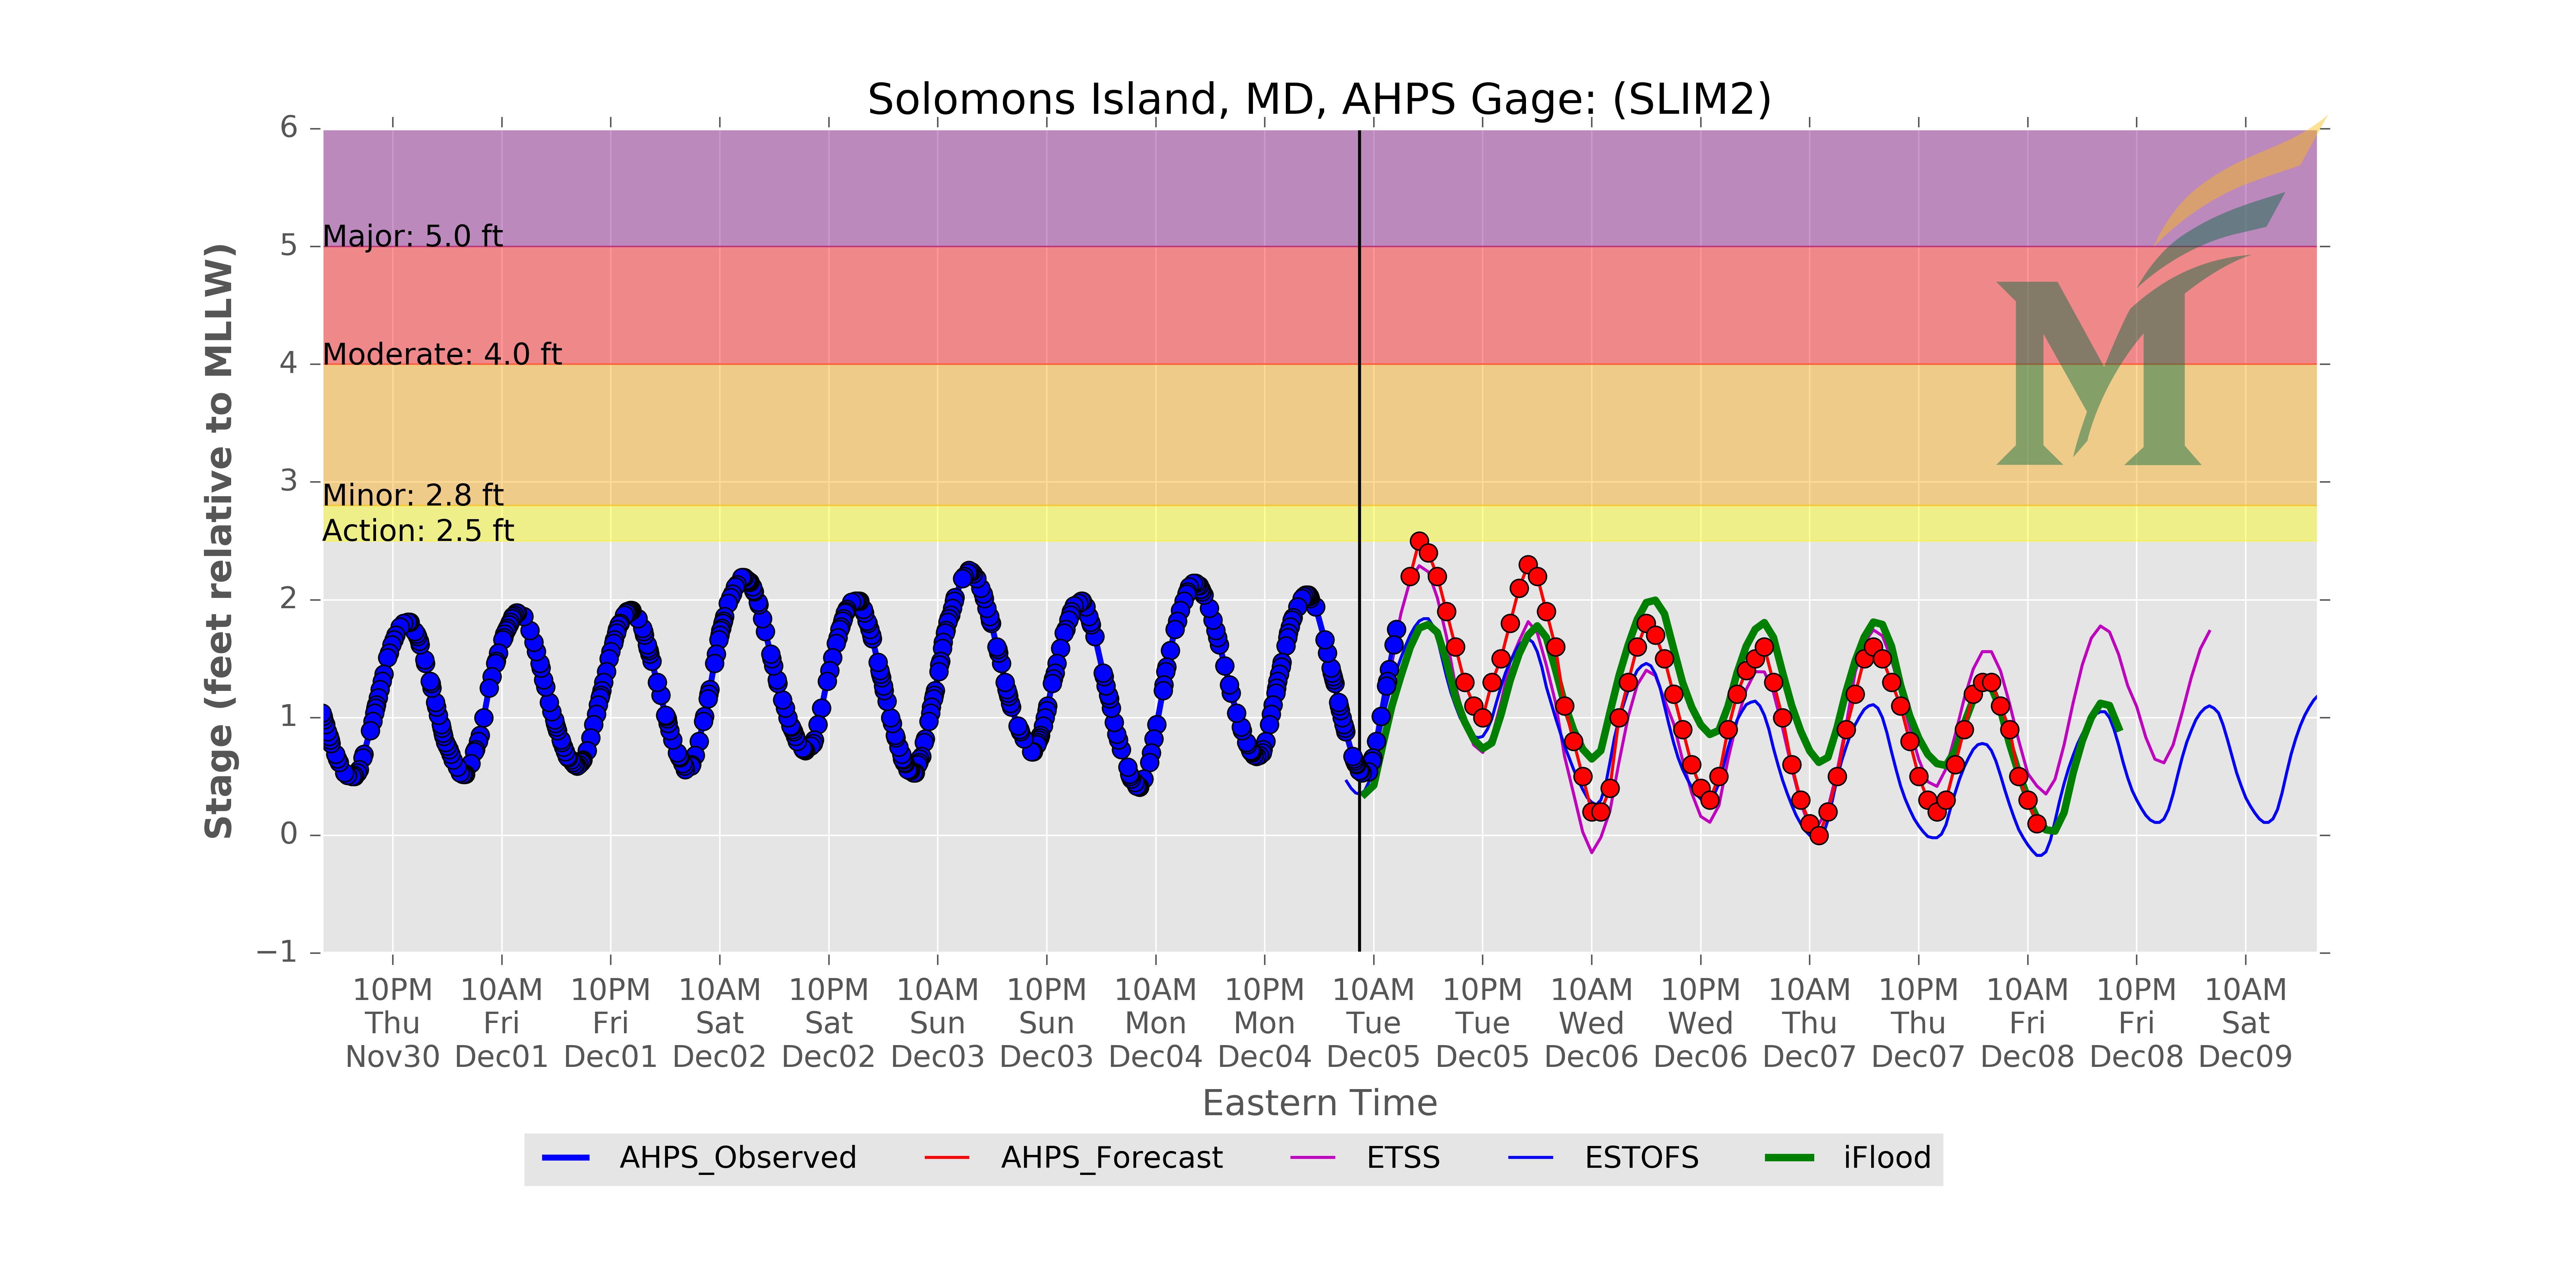 Solomons Island, MD, AHPS Gage: (SLIM2)
Stage (feet relative to MLLW)
6
5
4
3
2
1
0
−1
Major: 5.0 ft
Moderate: 4.0 ft
Minor: 2.8 ft
Action: 2.5 ft
M
10PM 10AM 10PM 10AM 10PM 10AM 10PM 10AM 10PM 10AM 10PM 10AM 10PM 10AM 10PM 10AM 10PM 10AM
Thu Fri Fri Sat Sat Sun Sun Mon Mon Tue Tue Wed Wed Thu Thu Fri Fri Sat
Nov30 Dec01 Dec01 Dec02 Dec02 Dec03 Dec03 Dec04 Dec04 Dec05 Dec05 Dec06 Dec06 Dec07 Dec07 Dec08 Dec08 Dec09
Eastern Time
AHPS_Observed AHPS_Forecast ETSS ESTOFS iFlood